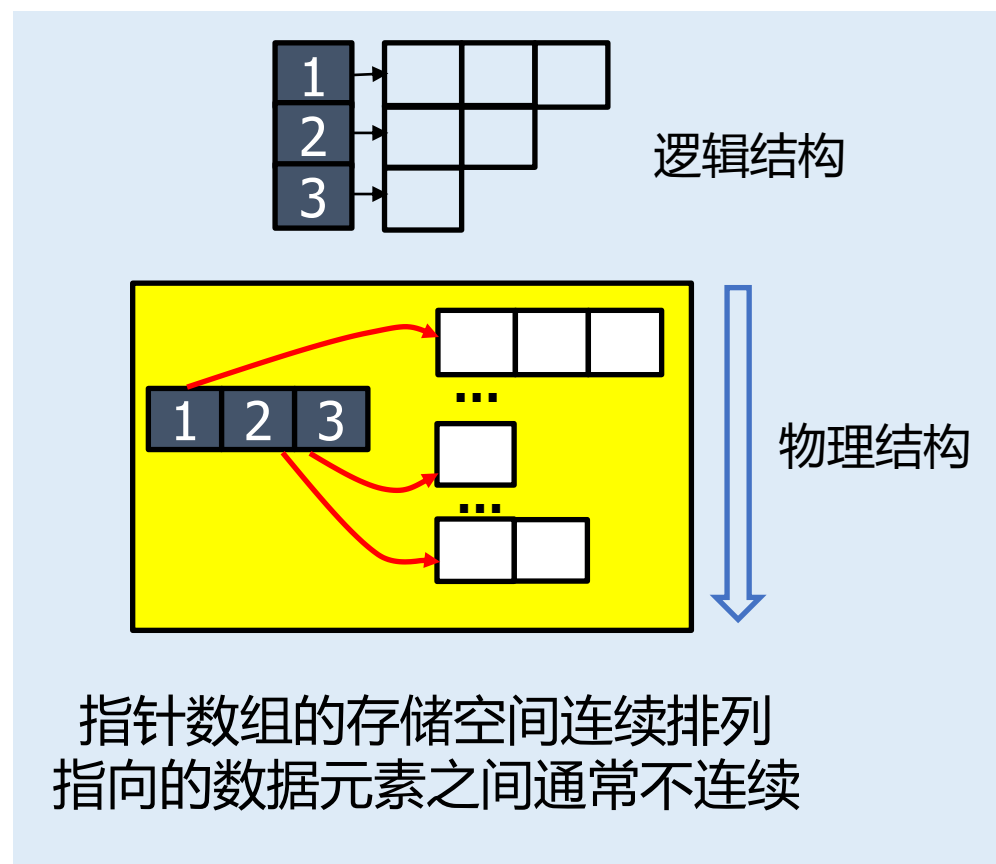 1
2
3
逻辑结构
...
1 2 3
物理结构
...
指针数组的存储空间连续排列
指向的数据元素之间通常不连续